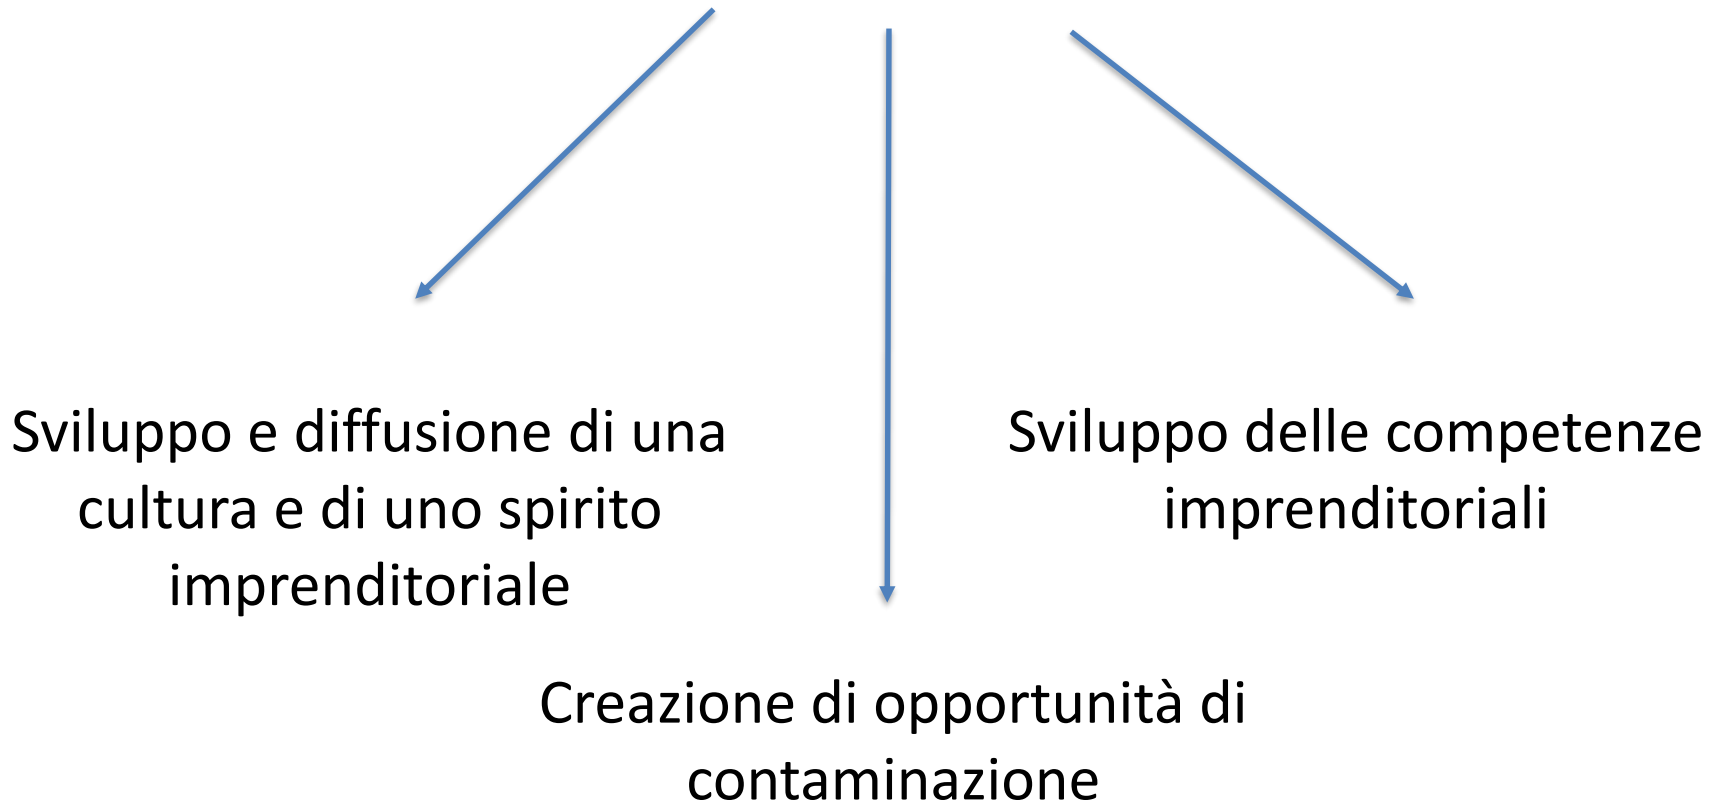 Sviluppo e diffusione di una
cultura e di uno spirito
imprenditoriale
Sviluppo delle competenze
imprenditoriali
Creazione di opportunità di
contaminazione